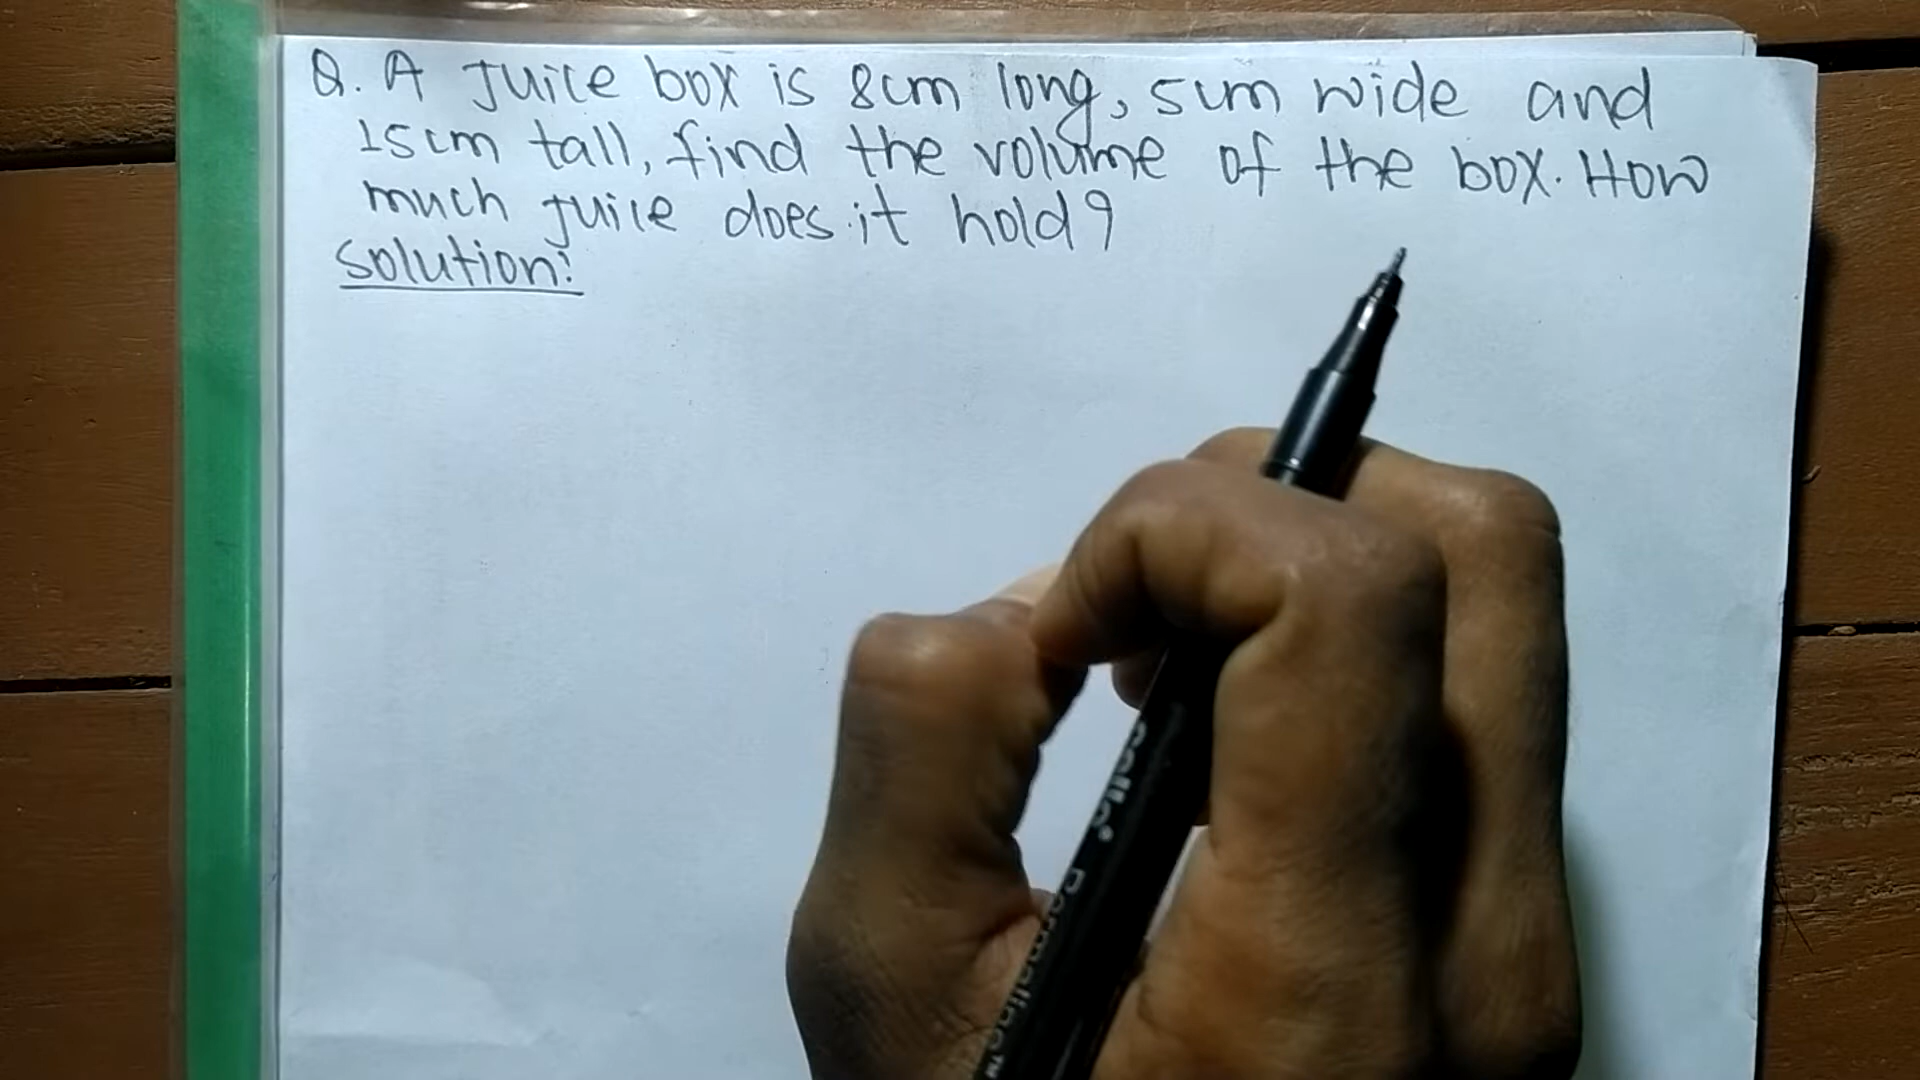 Q. A Juice box is 8cm long, 5cm wide and
15cm tall, find the volume of the box. How
much juice does it hold?
solution:
cello